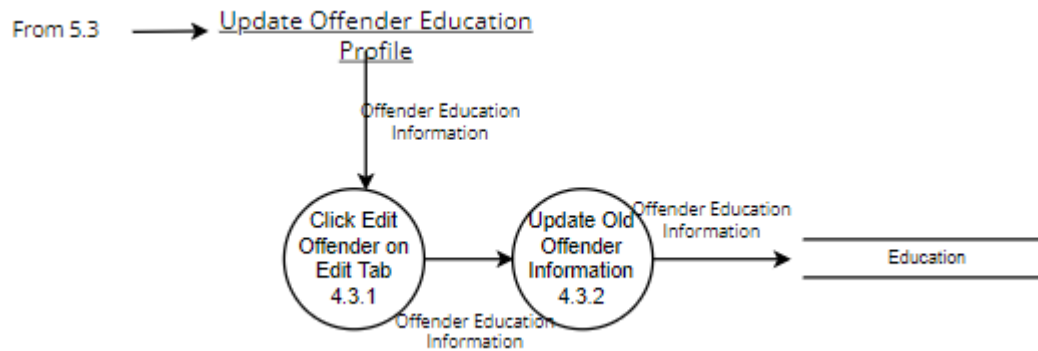 From 5.3
Update Offender Education
Profile
Offender Education
Information
Click Edit
Offender on
Edit Tab
4.3.1
Offender Education
Information
Update Old
Offender
Information
4.3.2
Offender Education
Information
Education